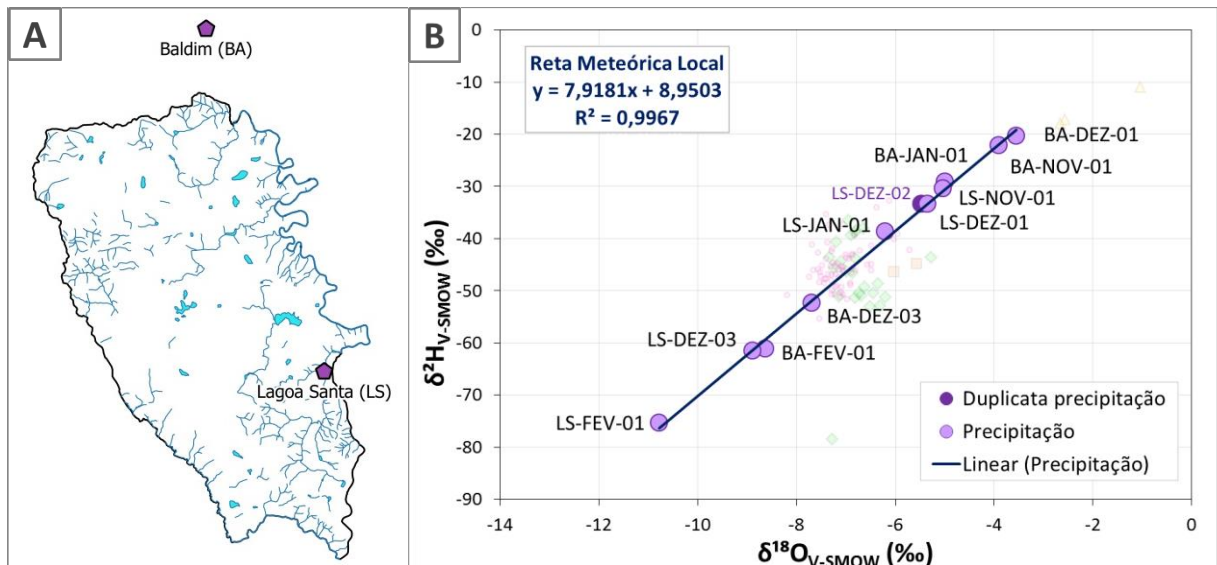 A
Baldim (BA)
Lagoa Santa (LS)
B
Reta Meteórica Local
y = 7,9181x + 8,9503
R² = 0,9967
0
-10
-20
-30
-40
-50
-60
-70
-80
-90
-14
-12
-10
-8
-6
-4
-2
0
δ²H V-SMOW (‰)
δ¹⁸O V-SMOW (‰)
BA-DEZ-01
BA-JAN-01
BA-NOV-01
LS-DEZ-02
LS-NOV-01
LS-JAN-01
LS-DEZ-01
BA-DEZ-03
LS-DEZ-03
BA-FEV-01
LS-FEV-01
Duplicata precipitação
Precipitação
Linear (Precipitação)